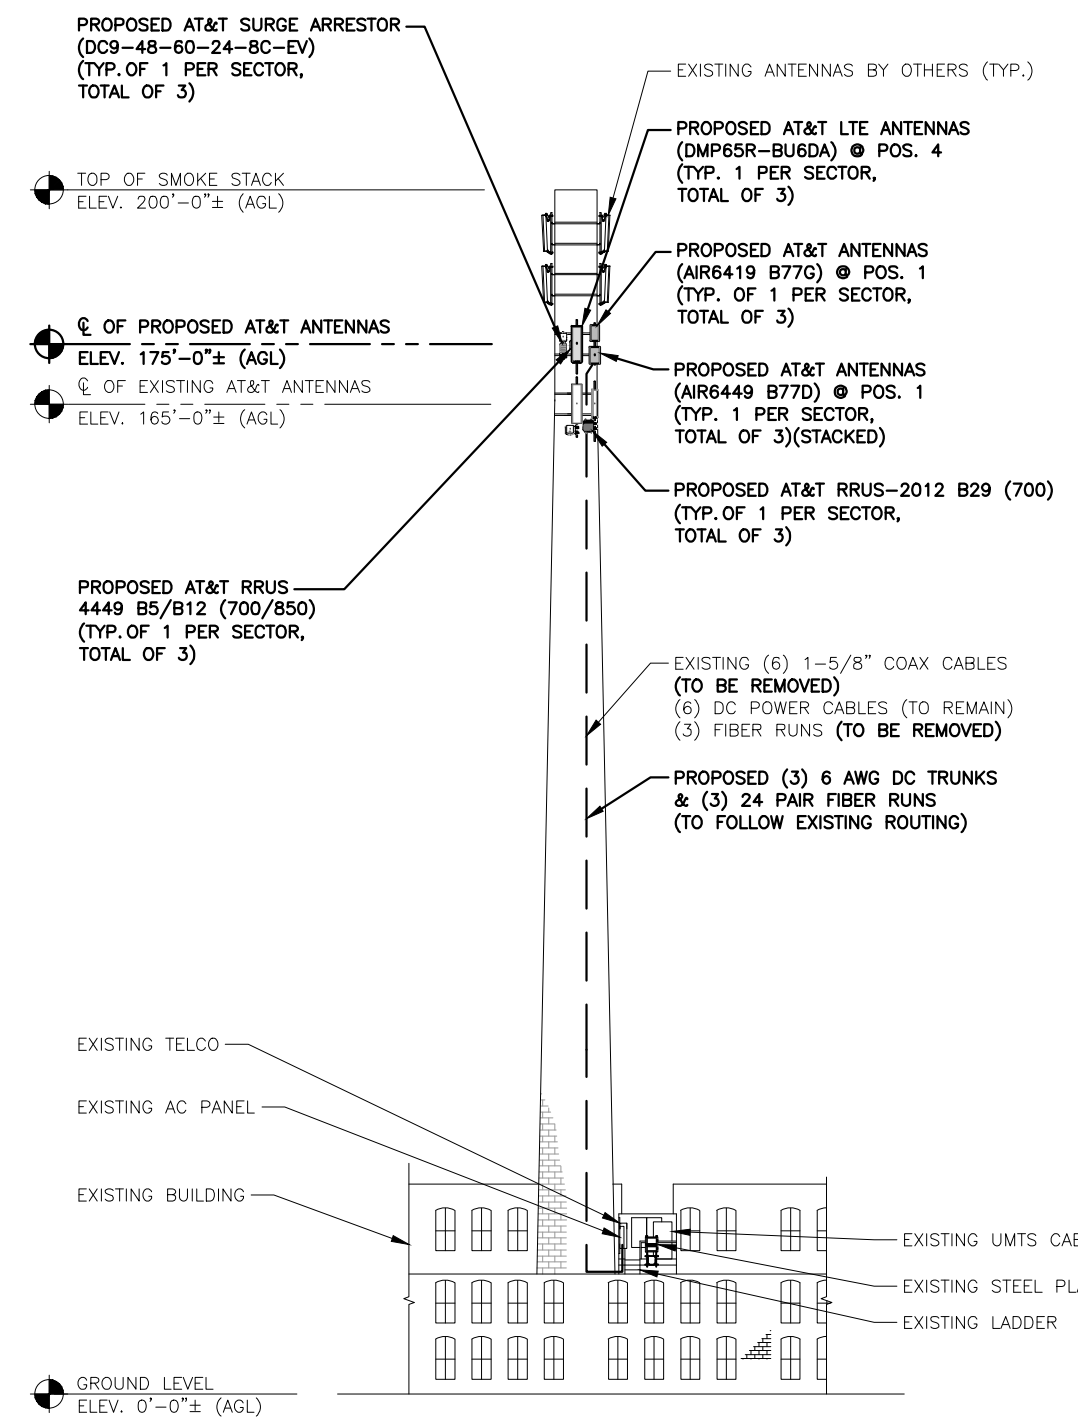 PROPOSED AT&T SURGE ARRESTOR
(DC9-48-60-24-8C-EV)
(TYP.OF 1 PER SECTOR,
TOTAL OF 3)
EXISTING ANTENNAS BY OTHERS (TYP.)
PROPOSED AT&T LTE ANTENNAS
(DMP65R-BU6DA) @ POS. 4
(TYP. 1 PER SECTOR,
TOTAL OF 3)
TOP OF SMOKE STACK
ELEV. 200'-0"± (AGL)
PROPOSED AT&T ANTENNAS
(AIR6419 B77G) @ POS. 1
(TYP. OF 1 PER SECTOR,
TOTAL OF 3)
℄ OF PROPOSED AT&T ANTENNAS
ELEV. 175'-0"± (AGL)
℄ OF EXISTING AT&T ANTENNAS
ELEV. 165'-0"± (AGL)
PROPOSED AT&T ANTENNAS
(AIR6449 B77D) @ POS. 1
(TYP. 1 PER SECTOR,
TOTAL OF 3)(STACKED)
PROPOSED AT&T RRUS-2012 B29 (700)
(TYP.OF 1 PER SECTOR,
TOTAL OF 3)
PROPOSED AT&T RRUS
4449 B5/B12 (700/850)
(TYP.OF 1 PER SECTOR,
TOTAL OF 3)
EXISTING (6) 1-5/8" COAX CABLES
(TO BE REMOVED)
(6) DC POWER CABLES (TO REMAIN)
(3) FIBER RUNS (TO BE REMOVED)
PROPOSED (3) 6 AWG DC TRUNKS
& (3) 24 PAIR FIBER RUNS
(TO FOLLOW EXISTING ROUTING)
EXISTING TELCO
EXISTING AC PANEL
EXISTING BUILDING
EXISTING UMTS CAB
EXISTING STEEL PLA
EXISTING LADDER
GROUND LEVEL
ELEV. 0'-0"± (AGL)